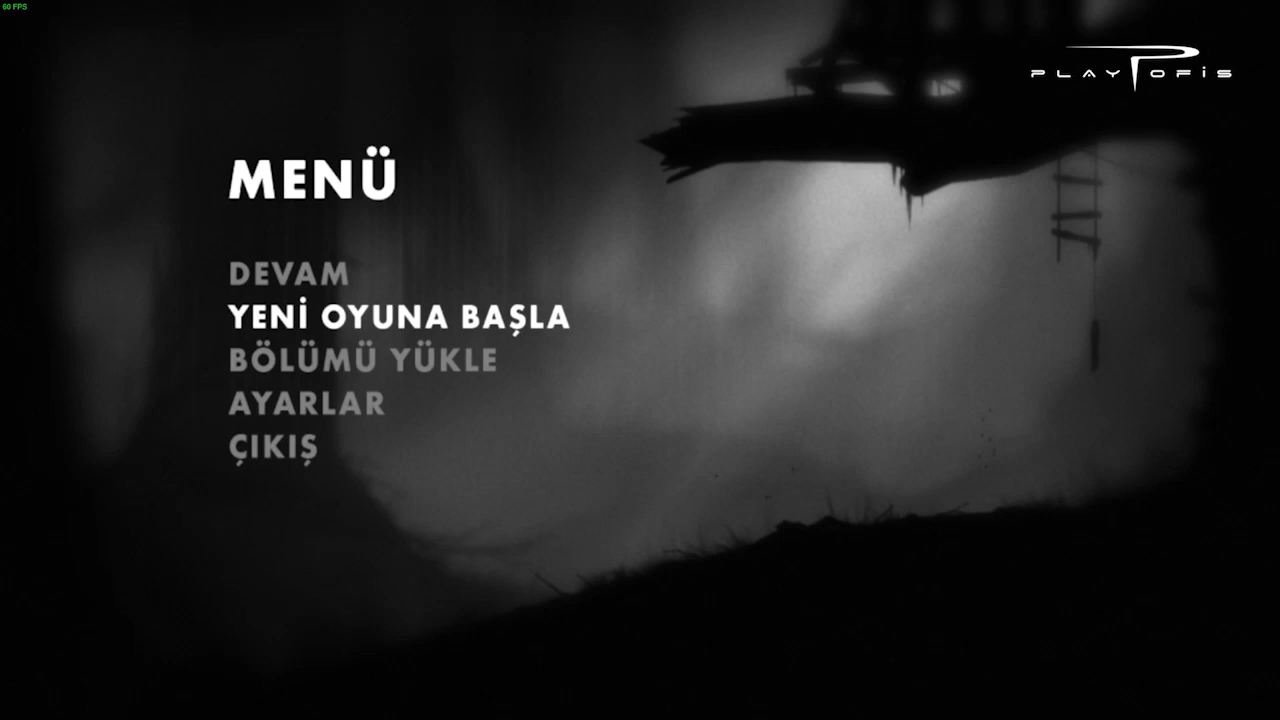 60 FPS
PLAY P OFİS
MENÜ
DEVAM
YENİ OYUNA BAŞLA
BÖLÜMÜ YÜKLE
AYARLAR
ÇIKIŞ